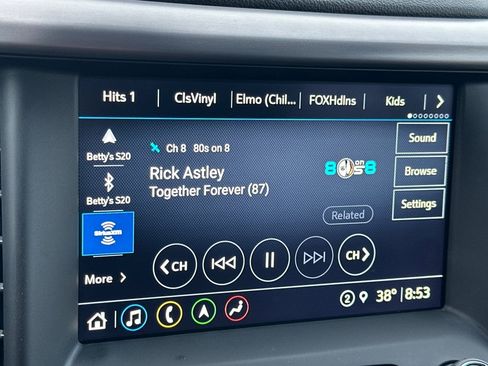 Hits 1
ClsVinyl
Elmo (Chil...
FOXHdlns
Kids
Betty's S20
Ch 8 80s on 8
Sound
Rick Astley
8 on 0s 8
Browse
Together Forever (87)
Betty's S20
Settings
SiriusXM
Related
More
CH
CH
2 38° 8:53